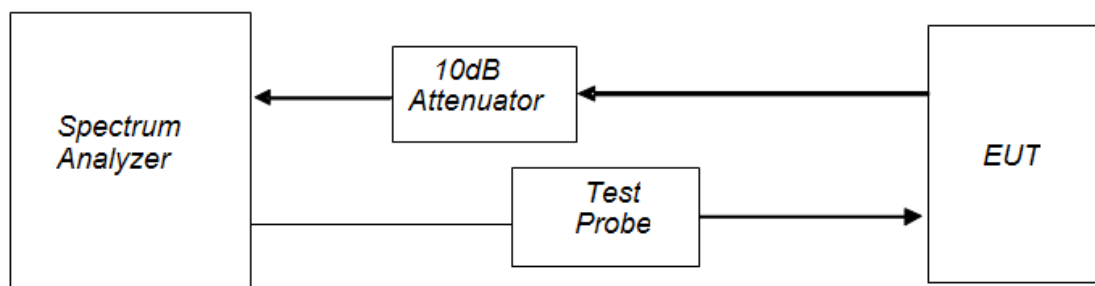 10dB
Attenuator
Spectrum
Analyzer
EUT
Test
Probe